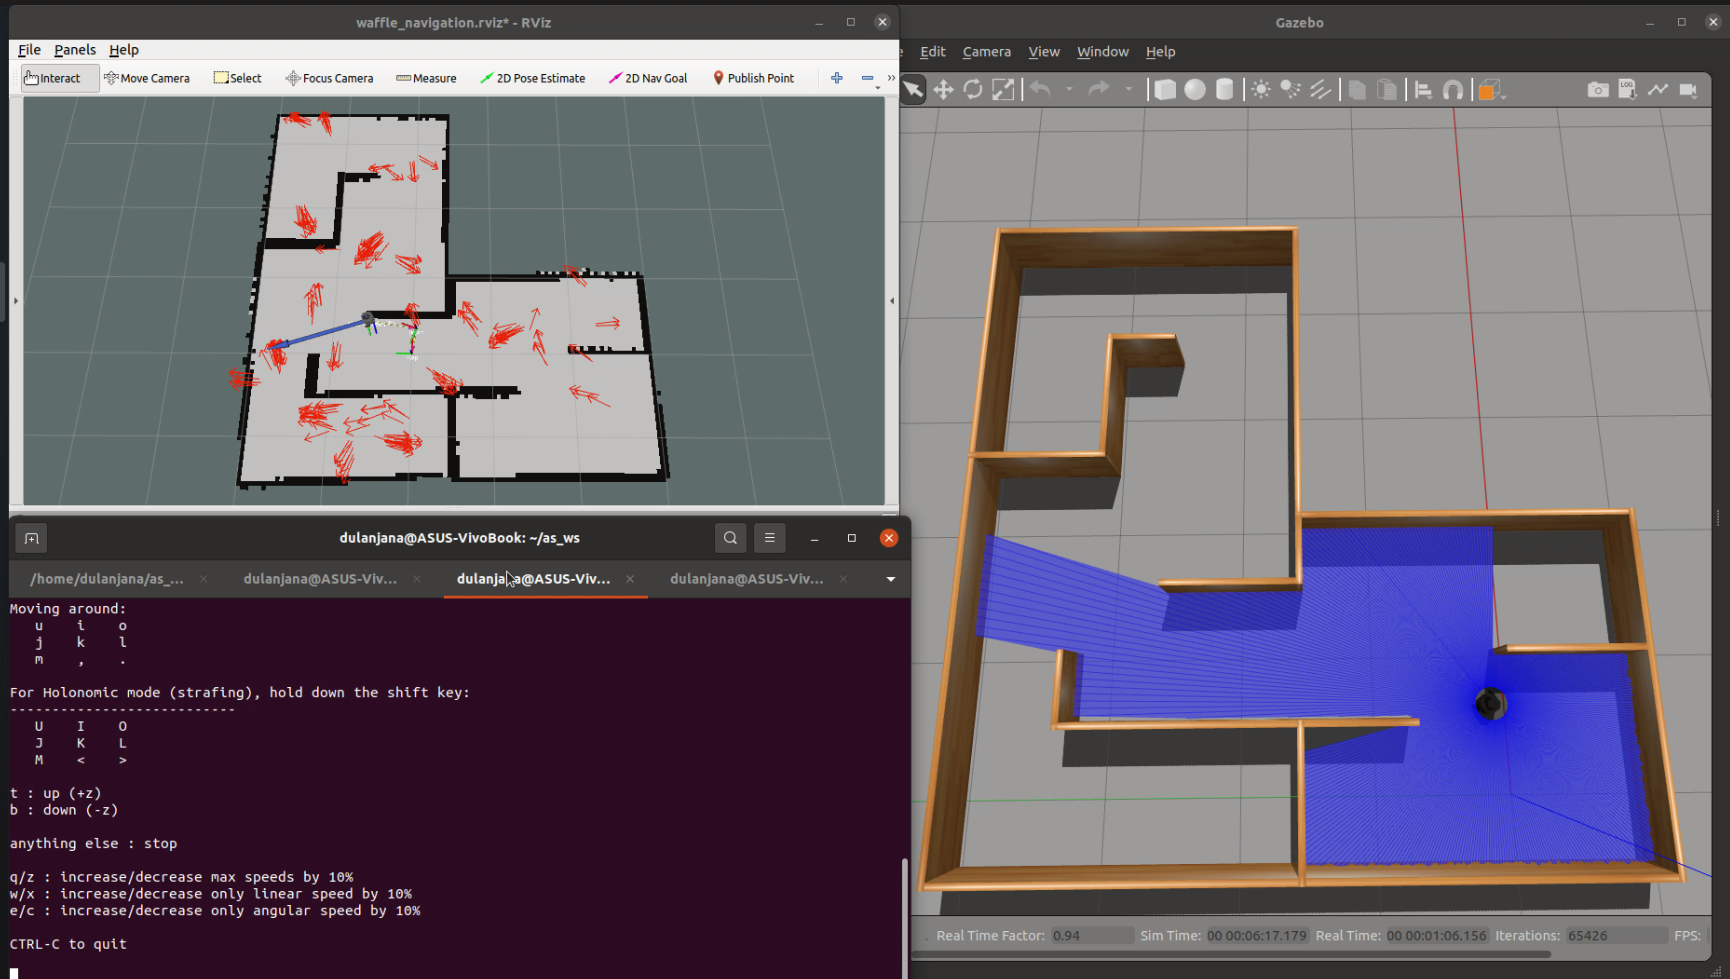 waffle_navigation.rviz* - RViz
File Panels Help
Interact Move Camera Select Focus Camera Measure 2D Pose Estimate 2D Nav Goal Publish Point
map
dulanjana@ASUS-VivoBook: ~/as_ws
/home/dulanjana/as_... dulanjana@ASUS-Viv... dulanjana@ASUS-Viv... dulanjana@ASUS-Viv...
Moving around:
u i o
j k l
m , .
For Holonomic mode (strafing), hold down the shift key:
---------------------------
U I O
J K L
M < >
t : up (+z)
b : down (-z)
anything else : stop
q/z : increase/decrease max speeds by 10%
w/x : increase/decrease only linear speed by 10%
e/c : increase/decrease only angular speed by 10%
CTRL-C to quit
Gazebo
Edit Camera View Window Help
LOG
Real Time Factor: 0.94 Sim Time: 00 00:06:17.179 Real Time: 00 00:01:06.156 Iterations: 65426 FPS: